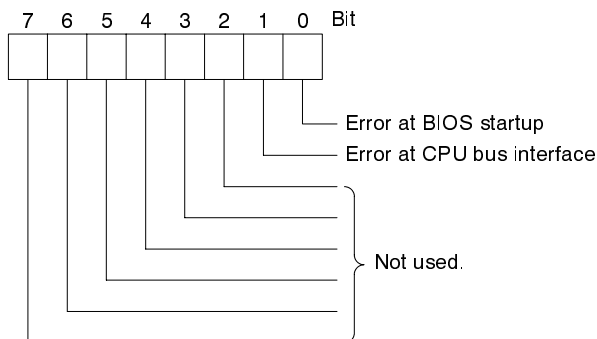 7 6 5 4 3 2 1 0 Bit
Error at BIOS startup
Error at CPU bus interface
Not used.